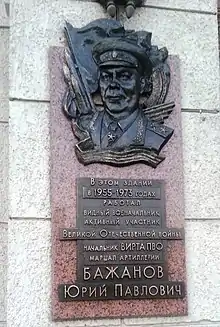 В этом здании
в 1955-1973 годах
работал
видный военачальник
активный участник
Великой Отечественной войны
начальник ВИРТА ПВО
маршал артиллерии
БАЖАНОВ
Юрий Павлович